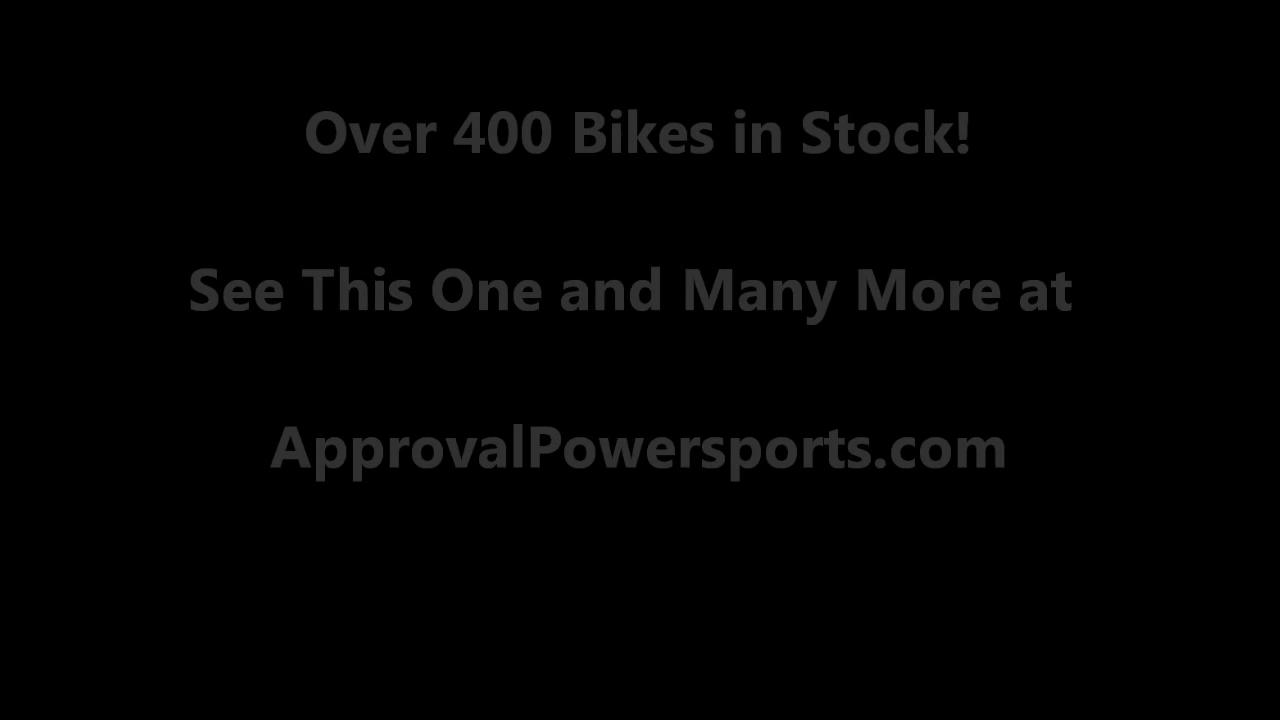 Over 400 Bikes in Stock!
See This One and Many More at
ApprovalPowersports.com